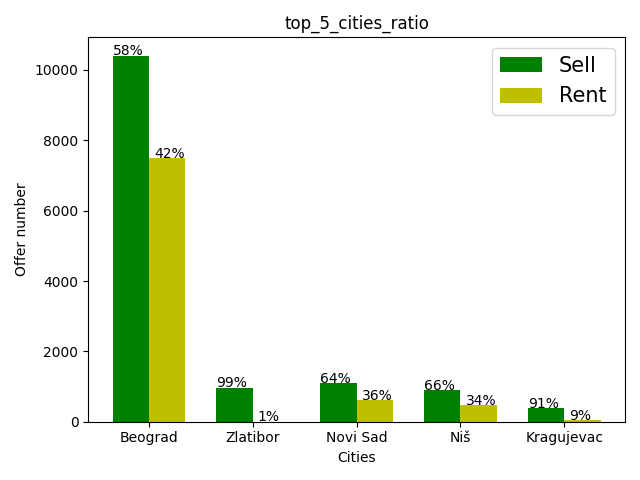 top_5_cities_ratio
Sell
Rent
Offer number
10000
8000
6000
4000
2000
0
58%
42%
99%
1%
64%
36%
66%
34%
91%
9%
Beograd
Zlatibor
Novi Sad
Niš
Kragujevac
Cities